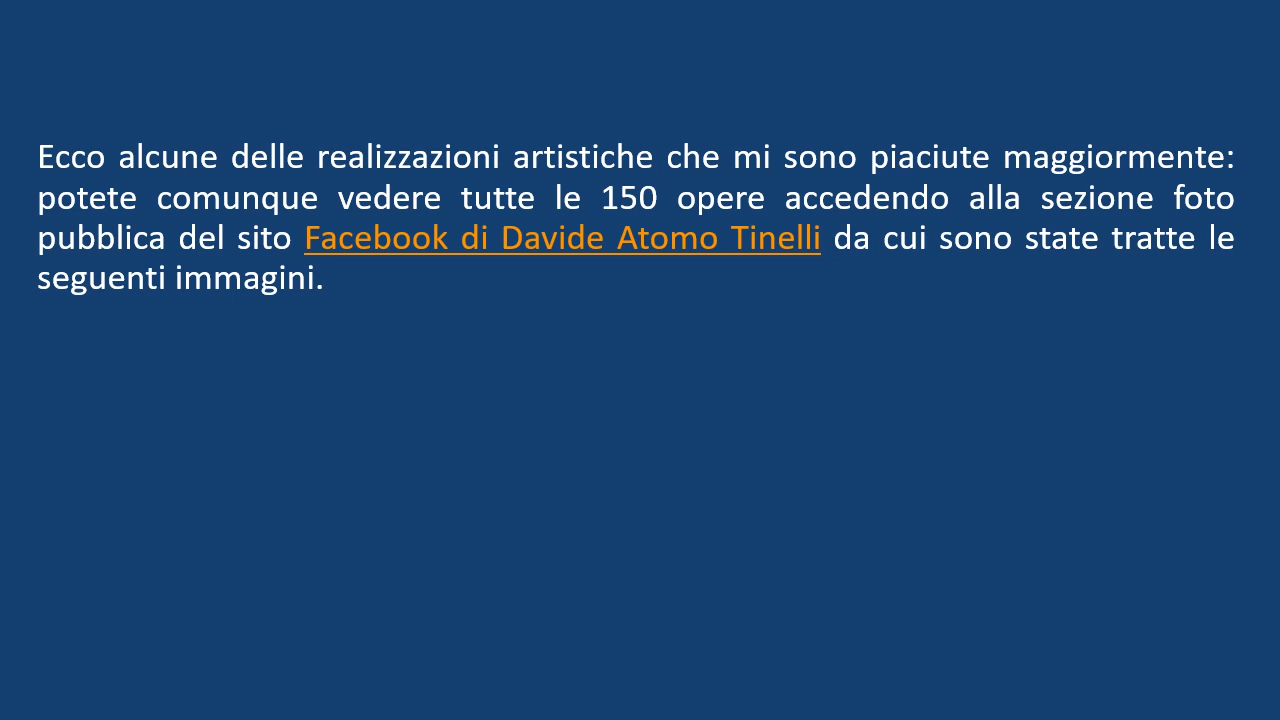 Ecco alcune delle realizzazioni artistiche che mi sono piaciute maggiormente:
potete comunque vedere tutte le 150 opere accedendo alla sezione foto
pubblica del sito Facebook di Davide Atomo Tinelli da cui sono state tratte le
seguenti immagini.